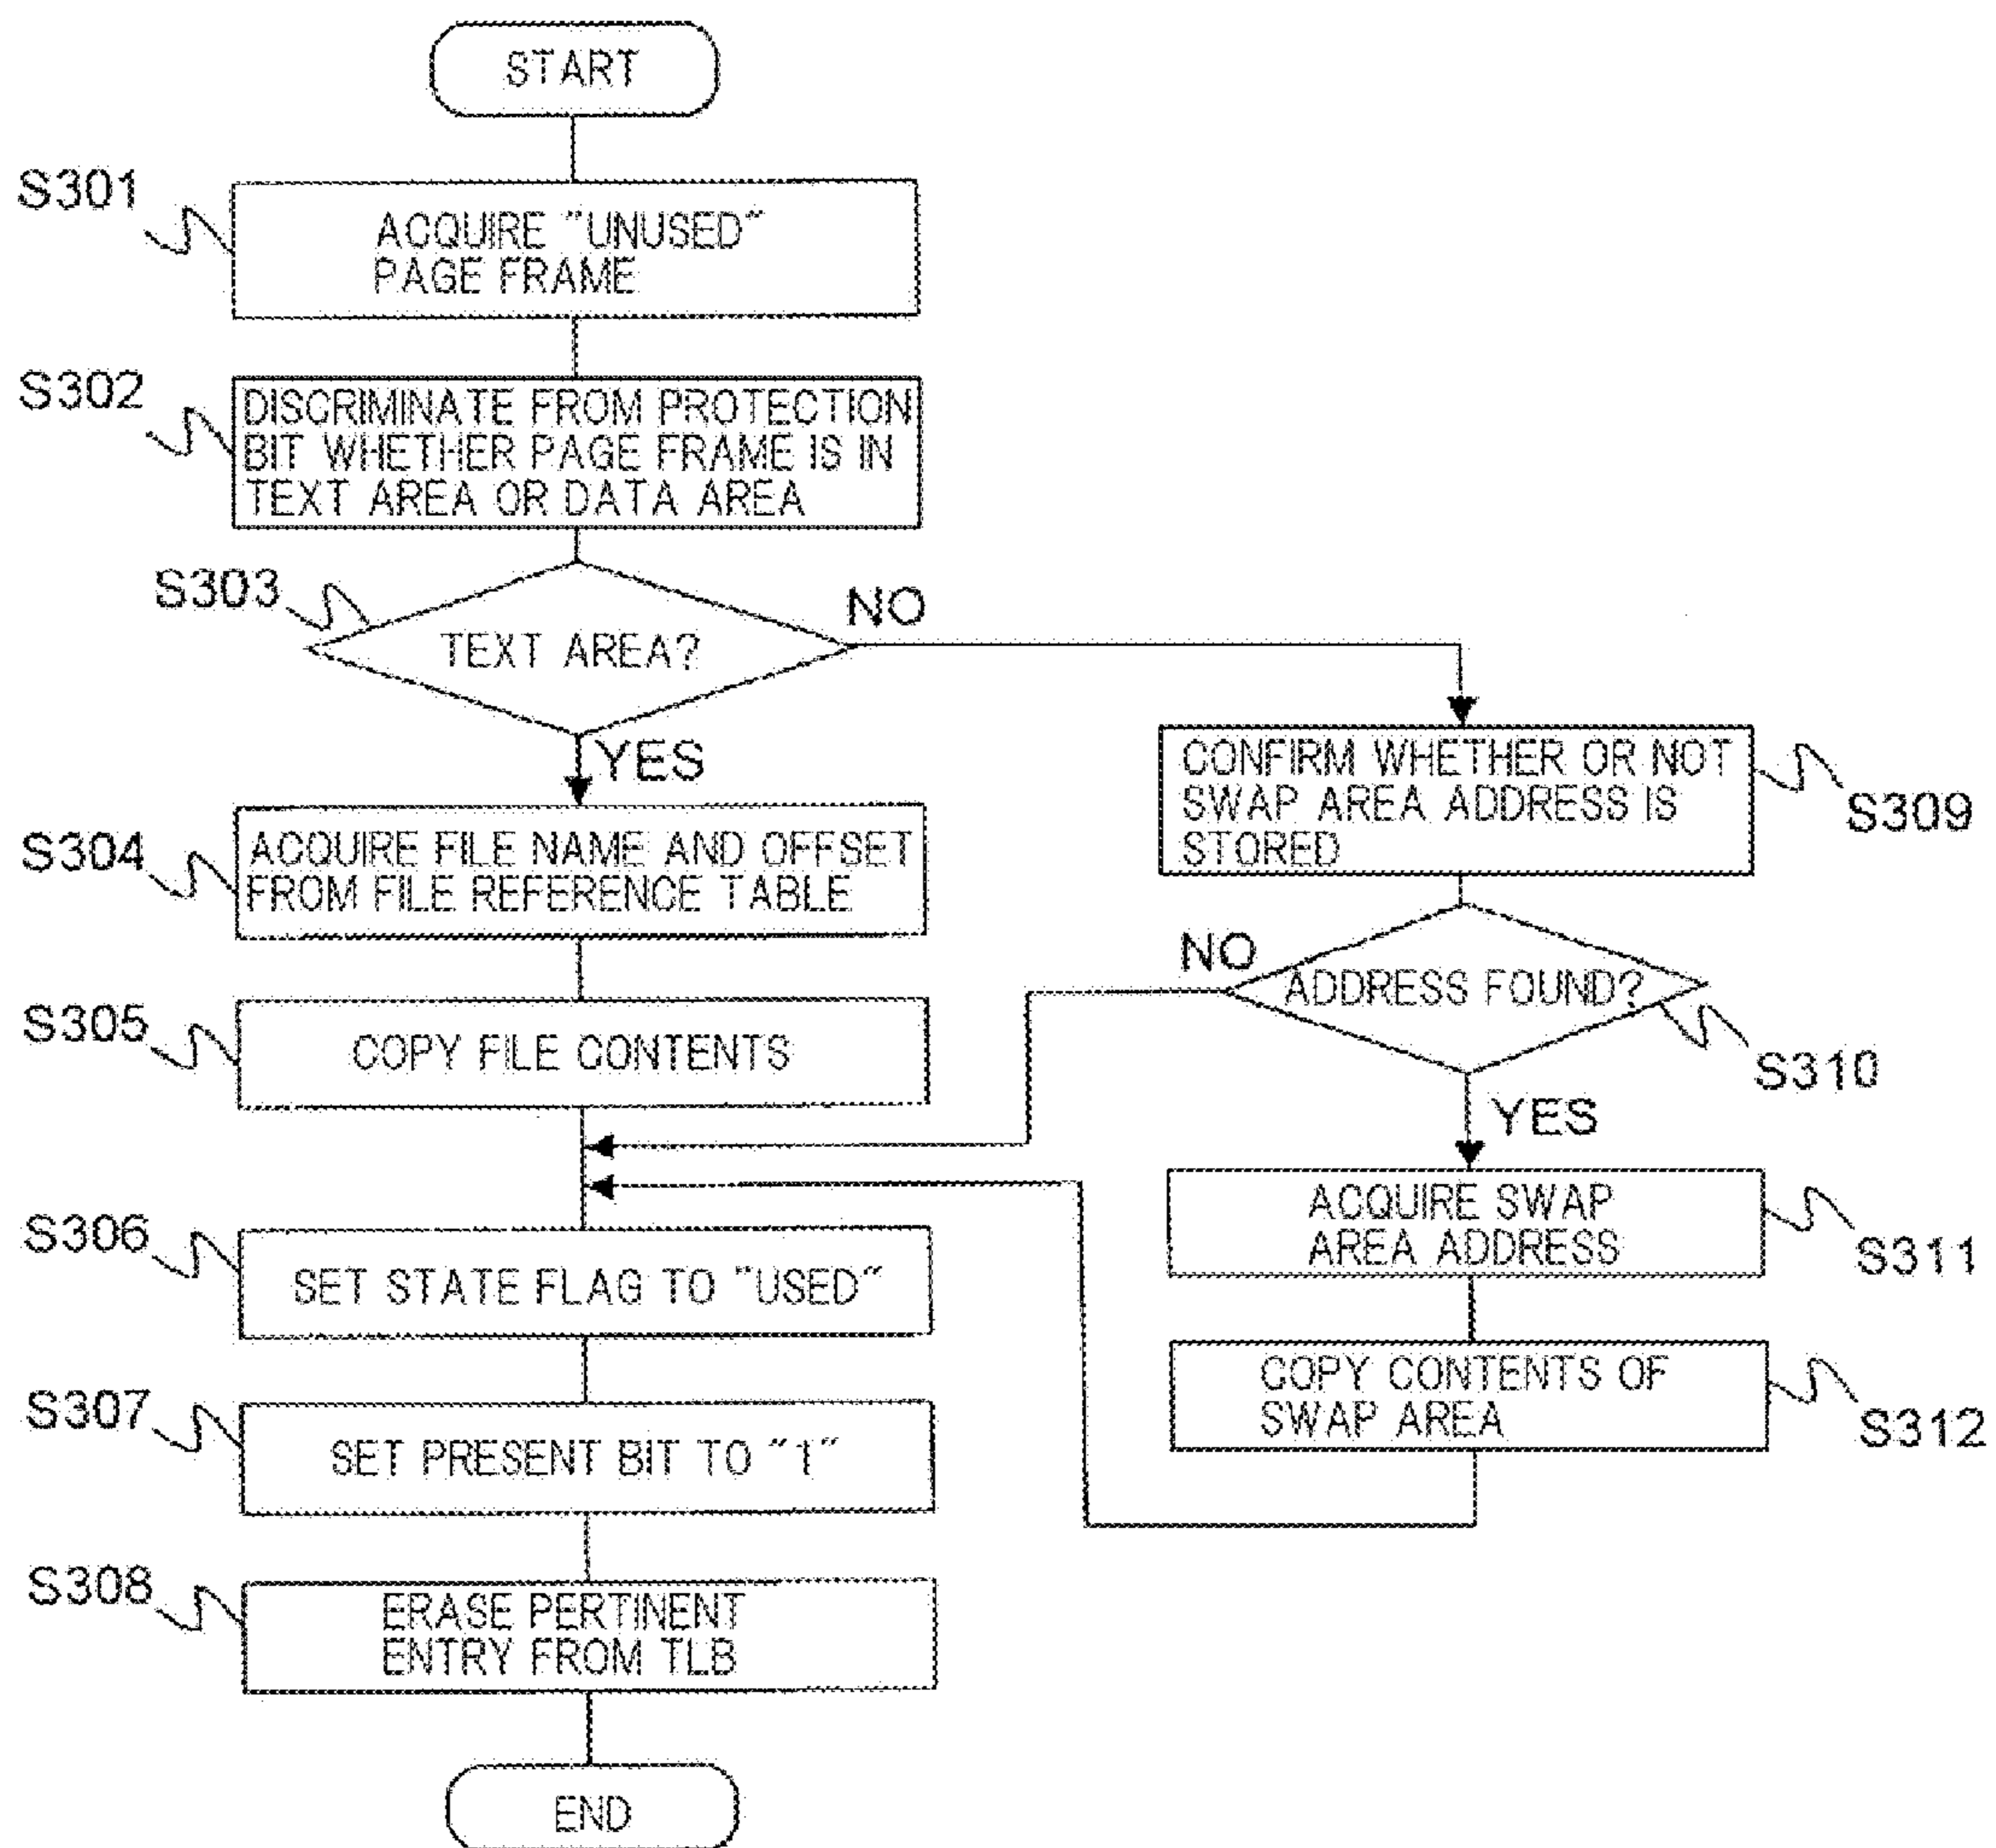 START
S301
ACQUIRE "UNUSED"
PAGE FRAME
S302
DISCRIMINATE FROM PROTECTION
BIT WHETHER PAGE FRAME IS IN
TEXT AREA OR DATA AREA
S303
TEXT AREA?
NO
YES
S304
ACQUIRE FILE NAME AND OFFSET
FROM FILE REFERENCE TABLE
S305
COPY FILE CONTENTS
S306
SET STATE FLAG TO "USED"
S307
SET PRESENT BIT TO "1"
S308
ERASE PERTINENT
ENTRY FROM TLB
END
CONFIRM WHETHER OR NOT
SWAP AREA ADDRESS IS
STORED
S309
NO
ADDRESS FOUND?
S310
YES
ACQUIRE SWAP
AREA ADDRESS
S311
COPY CONTENTS OF
SWAP AREA
S312